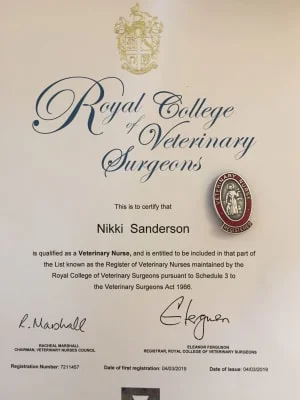 Royal College
of Veterinary
Surgeons
This is to certify that
Nikki Sanderson
is qualified as a Veterinary Nurse, and is entitled to be included in that part of
the List known as the Register of Veterinary Nurses maintained by the
Royal College of Veterinary Surgeons pursuant to Schedule 3 to
the Veterinary Surgeons Act 1966.
VETERINARY NURSE
REGISTERED
R. Marshall
RACHEAL MARSHALL
CHAIRMAN, VETERINARY NURSES COUNCIL
ELEANOR FERGUSON
REGISTRAR, ROYAL COLLEGE OF VETERINARY SURGEONS
Registration Number: 7211457
Date of first registration: 04/03/2019
Date of issue: 04/03/2019